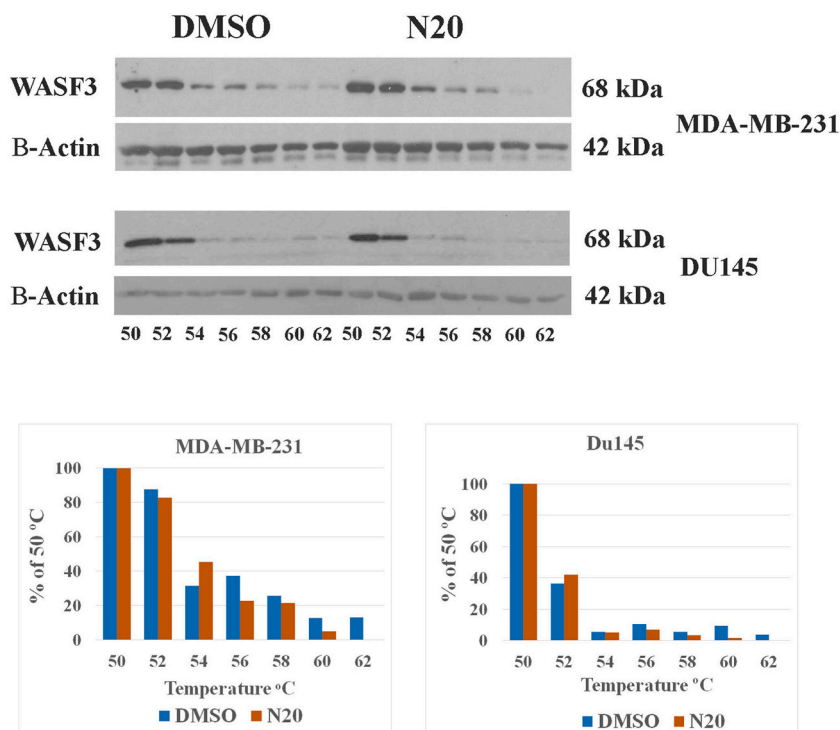 DMSO N20
WASF3 68 kDa
MDA-MB-231
B-Actin 42 kDa
WASF3 68 kDa
DU145
B-Actin 42 kDa
50 52 54 56 58 60 62 50 52 54 56 58 60 62
MDA-MB-231
100
80
60
40
20
0
% of 50 °C
50 52 54 56 58 60 62
Temperature °C
DMSO N20
Du145
100
80
60
40
20
0
% of 50 °C
50 52 54 56 58 60 62
Temperature °C
DMSO N20